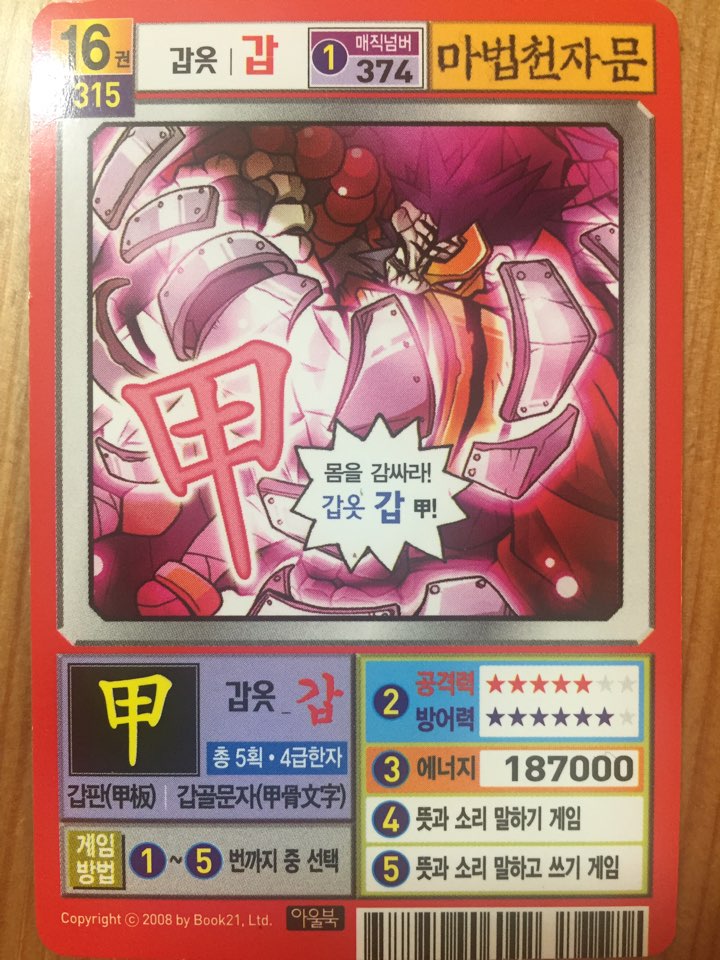 16권
315
갑옷 | 갑
1 매직넘버
374
마법천자문
甲
몸을 감싸라!
갑옷 갑 甲!
甲
갑옷_갑
총 5획·4급한자
갑판(甲板) | 갑골문자(甲骨文字)
게임
방법
1 ~ 5 번까지 중 선택
2 공격력 ★★★★★★★
방어력 ★★★★★★★
3 에너지 187000
4 뜻과 소리 말하기 게임
5 뜻과 소리 말하고 쓰기 게임
Copyright ⓒ 2008 by Book21, Ltd. 아울북